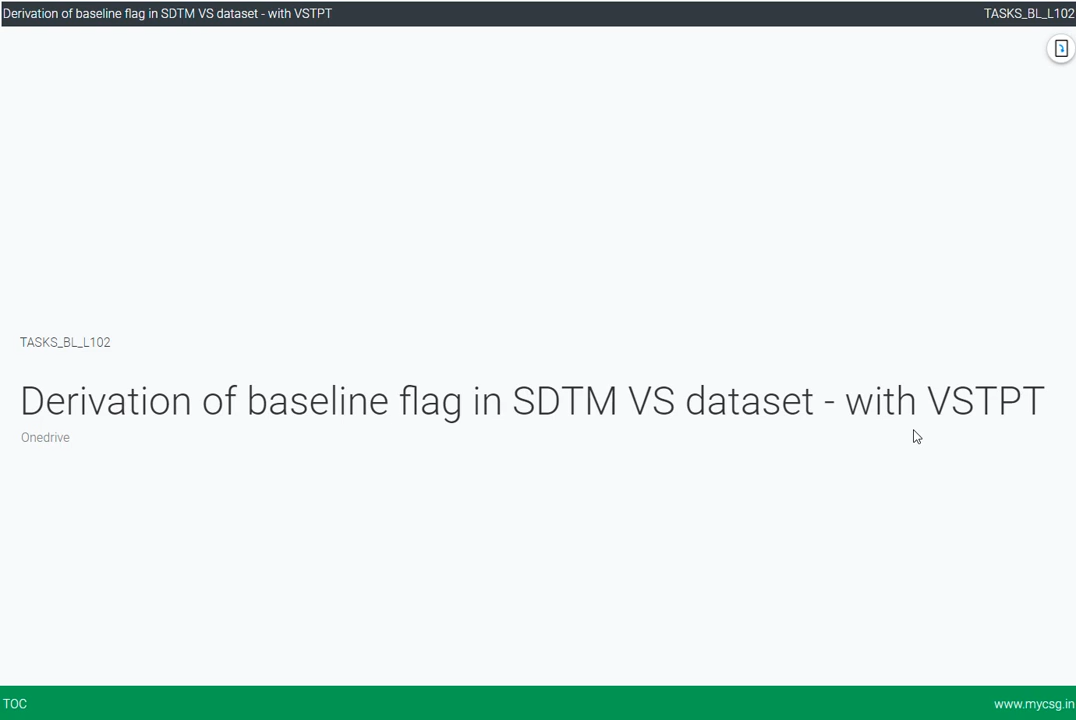 Derivation of baseline flag in SDTM VS dataset - with VSTPT
TASKS_BL_L102
TASKS_BL_L102
Derivation of baseline flag in SDTM VS dataset - with VSTPT
Onedrive
TOC
www.mycsg.in